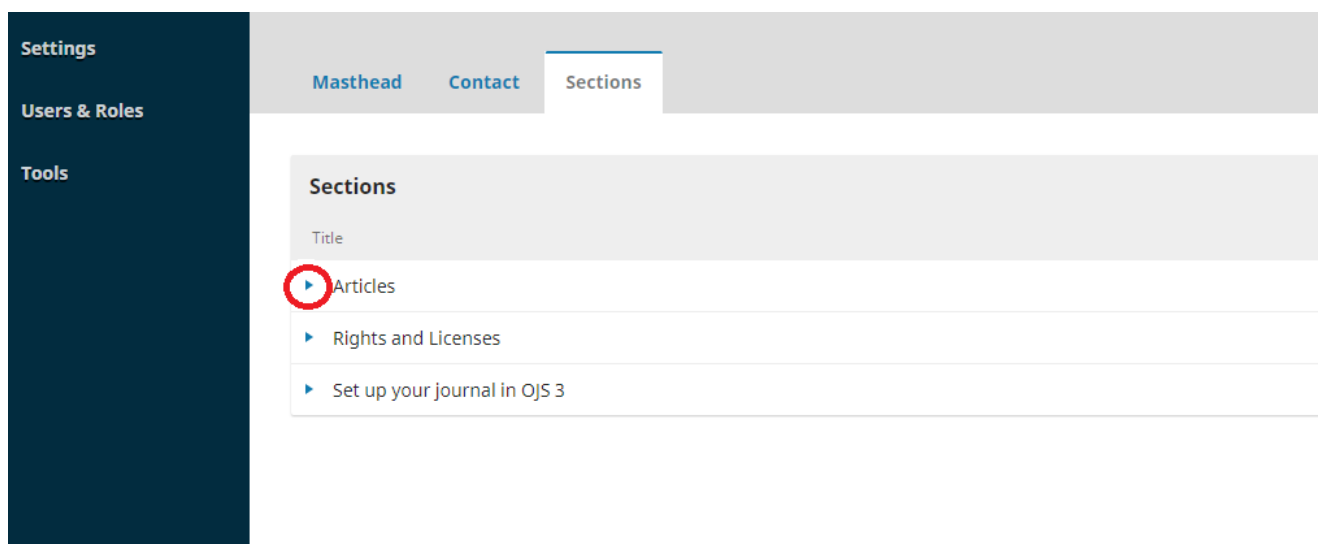 Settings
Users & Roles
Tools
Masthead Contact Sections
Sections
Title
Articles
Rights and Licenses
Set up your journal in OJS 3